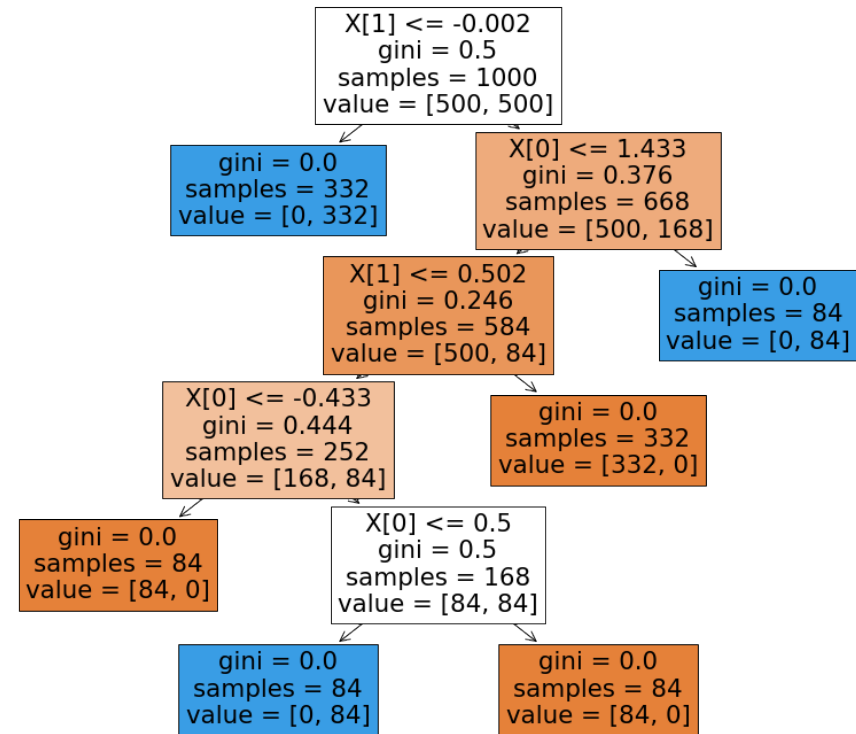 X[1] <= -0.002
gini = 0.5
samples = 1000
value = [500, 500]
gini = 0.0
samples = 332
value = [0, 332]
X[0] <= 1.433
gini = 0.376
samples = 668
value = [500, 168]
X[1] <= 0.502
gini = 0.246
samples = 584
value = [500, 84]
gini = 0.0
samples = 84
value = [0, 84]
X[0] <= -0.433
gini = 0.444
samples = 252
value = [168, 84]
gini = 0.0
samples = 332
value = [332, 0]
gini = 0.0
samples = 84
value = [84, 0]
X[0] <= 0.5
gini = 0.5
samples = 168
value = [84, 84]
gini = 0.0
samples = 84
value = [0, 84]
gini = 0.0
samples = 84
value = [84, 0]